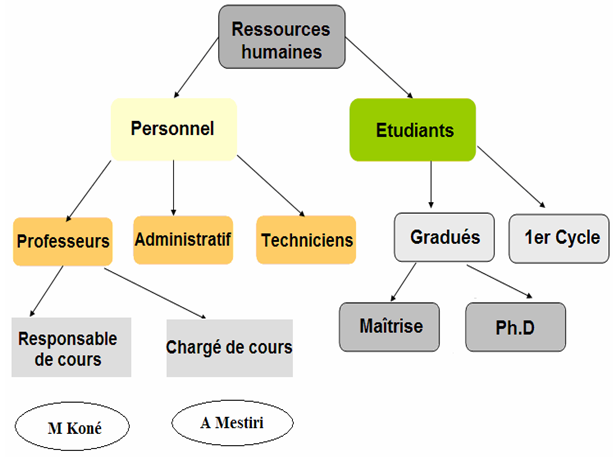 Ressources
humaines
Personnel
Etudiants
Professeurs
Administratif
Techniciens
Gradués
1er Cycle
Responsable
de cours
Chargé de cours
Maîtrise
Ph.D
M Koné
A Mestiri